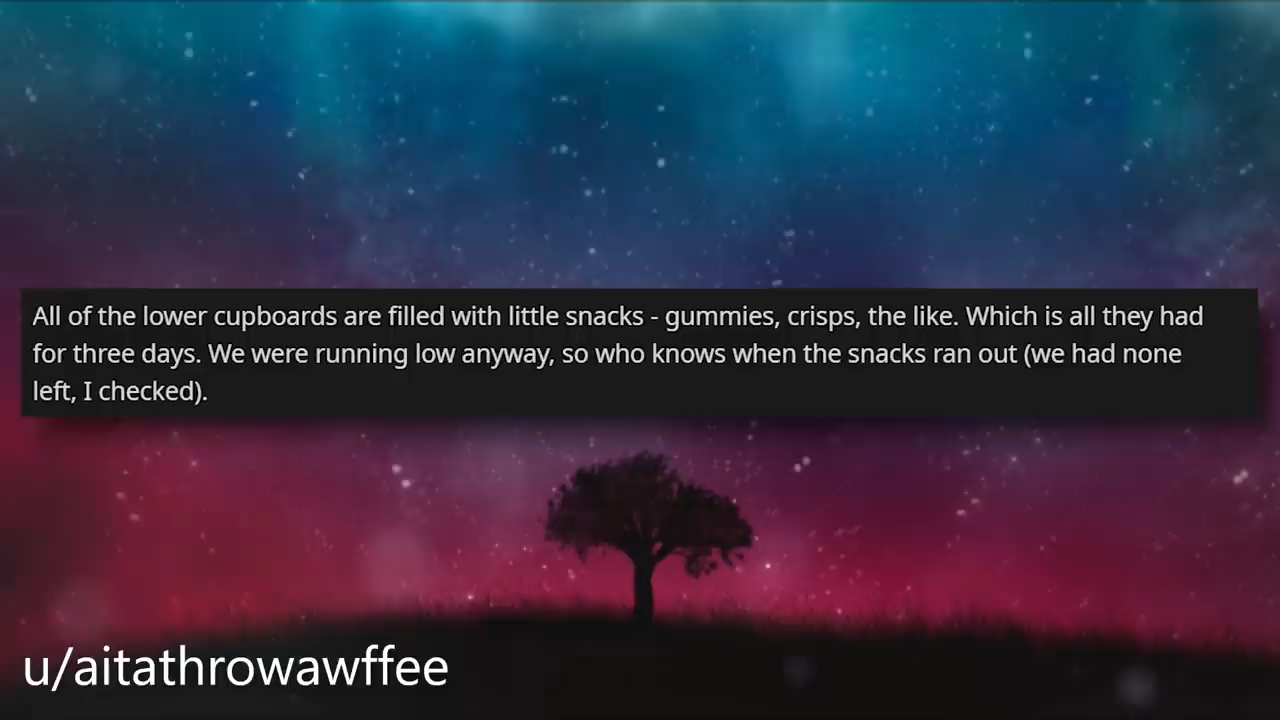 All of the lower cupboards are filled with little snacks - gummies, crisps, the like. Which is all they had
for three days. We were running low anyway, so who knows when the snacks ran out (we had none
left, I checked).
u/aitathrowawffee